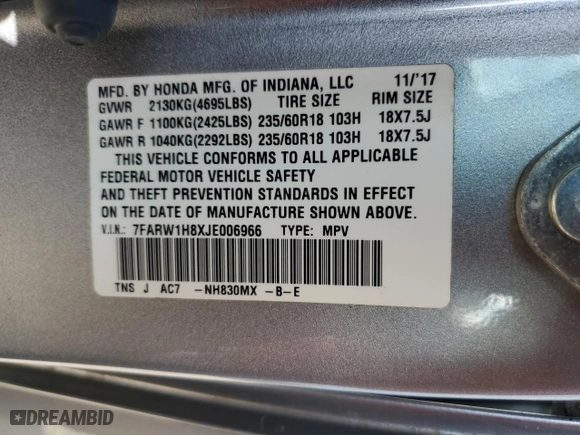 MFD. BY HONDA MFG. OF INDIANA, LLC 11/'17
GVWR 2130KG(4695LBS) TIRE SIZE RIM SIZE
GAWR F 1100KG(2425LBS) 235/60R18 103H 18X7.5J
GAWR R 1040KG(2292LBS) 235/60R18 103H 18X7.5J
THIS VEHICLE CONFORMS TO ALL APPLICABLE
FEDERAL MOTOR VEHICLE SAFETY
AND THEFT PREVENTION STANDARDS IN EFFECT
ON THE DATE OF MANUFACTURE SHOWN ABOVE.
V.I.N.: 7FARW1H8XJE006966 TYPE: MPV
TNS J AC7 -NH830MX -B-E
DREAMBID